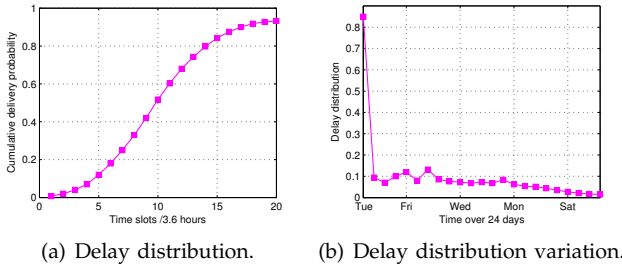 Cumulative delivery probability
1
0.8
0.6
0.4
0.2
0
0 5 10 15 20
Time slots /3.6 hours
(a) Delay distribution.
Delay distribution
0.8
0.7
0.6
0.5
0.4
0.3
0.2
0.1
0
Tue Fri Wed Mon Sat
Time over 24 days
(b) Delay distribution variation.